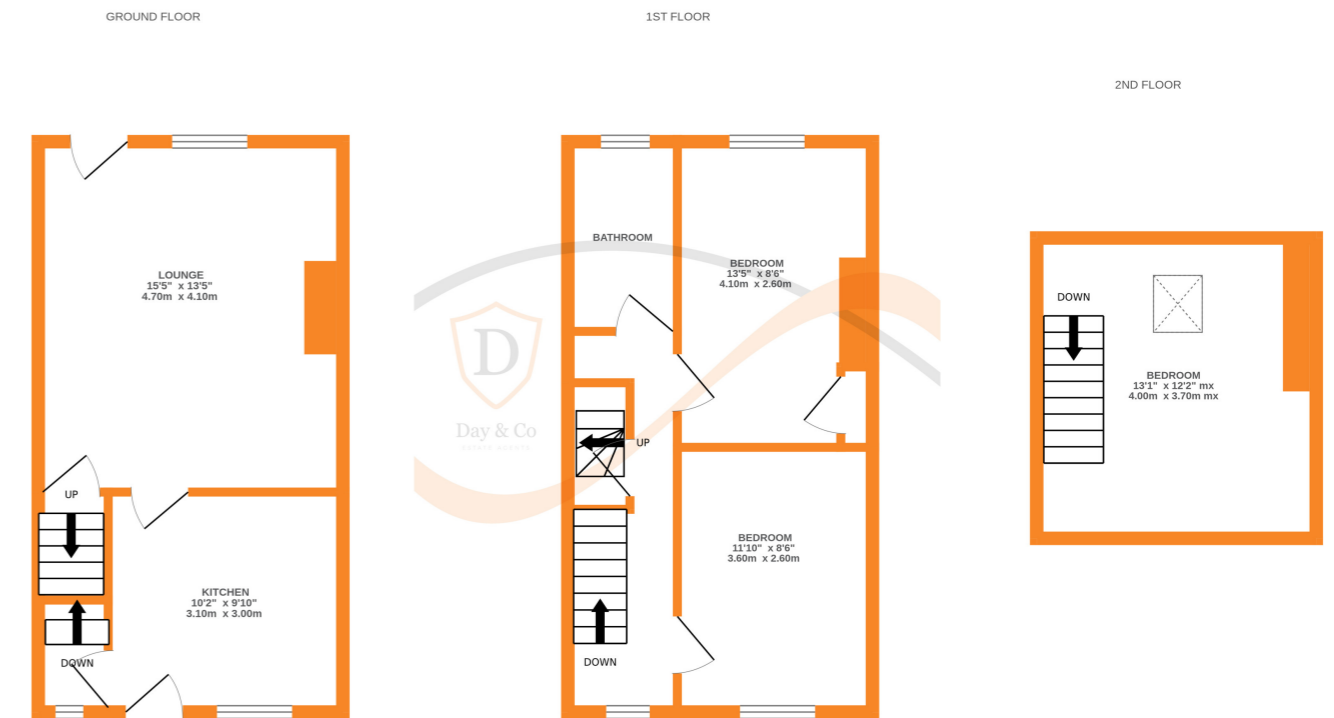 GROUND FLOOR
1ST FLOOR
2ND FLOOR
LOUNGE
15'5" x 13'5"
4.70m x 4.10m
UP
KITCHEN
10'2" x 9'10"
3.10m x 3.00m
DOWN
BATHROOM
BEDROOM
13'5" x 8'6"
4.10m x 2.60m
UP
BEDROOM
11'10" x 8'6"
3.60m x 2.60m
DOWN
D
Day & Co
ESTATE AGENTS
DOWN
BEDROOM
13'1" x 12'2" mx
4.00m x 3.70m mx